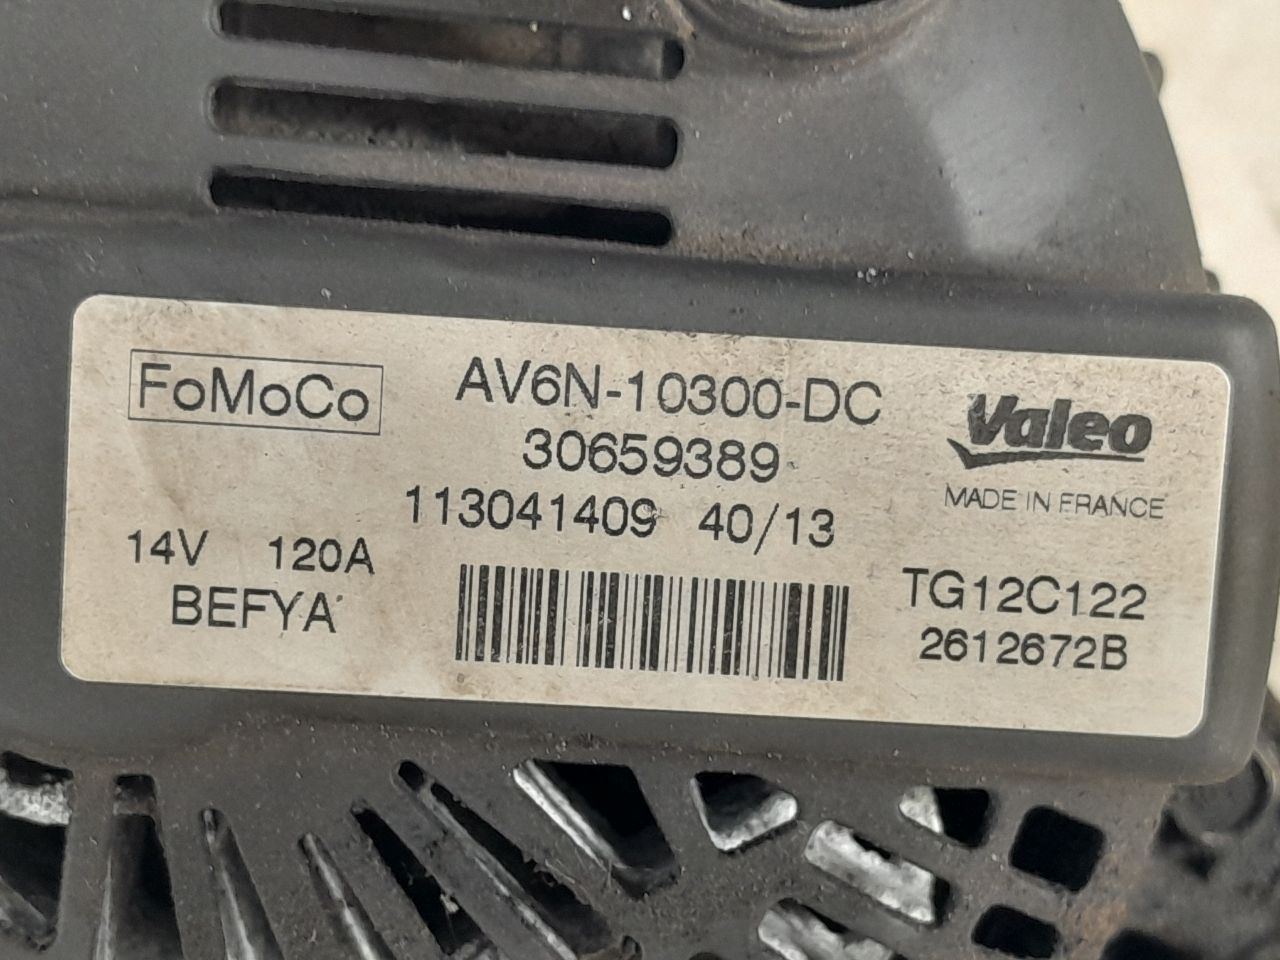 FoMoCo
AV6N-10300-DC
30659389
113041409 40/13
Valeo
MADE IN FRANCE
14V 120A
BEFYA
TG12C122
2612672B